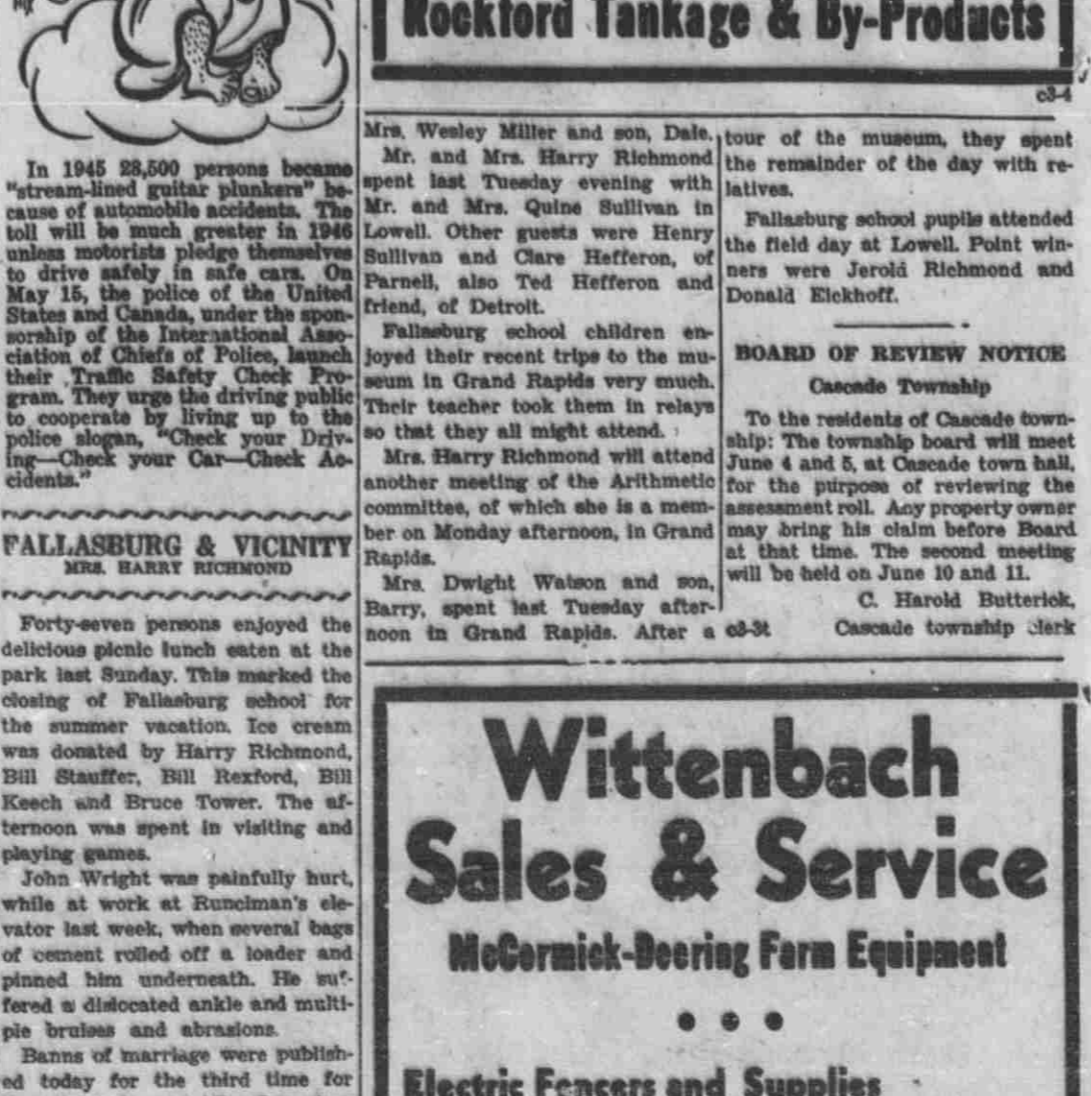 In 1945 28,500 persons became
"stream-lined guitar plunkers" be-
cause of automobile accidents. The
toll will be much greater in 1946
unless motorists pledge themselves
to drive safely in safe cars. On
May 15, the police of the United
States and Canada, under the spon-
sorship of the International Asso-
ciation of Chiefs of Police, launch
their Traffic Safety Check Pro-
gram. They urge the driving public
to cooperate by living up to the
police slogan, "Check your Driv-
ing—Check your Car—Check Ac-
cidents."
FALLASBURG & VICINITY
MRS. HARRY RICHMOND
Forty-seven persons enjoyed the
delicious picnic lunch eaten at the
park last Sunday. This marked the
closing of Fallasburg school for
the summer vacation. Ice cream
was donated by Harry Richmond,
Bill Stauffer, Bill Rexford, Bill
Keech and Bruce Tower. The af-
ternoon was spent in visiting and
playing games.
John Wright was painfully hurt,
while at work at Runciman's ele-
vator last week, when several bags
of cement rolled off a loader and
pinned him underneath. He suf-
fered a dislocated ankle and multi-
ple bruises and abrasions.
Banns of marriage were publish-
ed today for the third time for
Rockford Tankage & By-Products
c3-4
Mrs. Wesley Miller and son, Dale.
Mr. and Mrs. Harry Richmond
spent last Tuesday evening with
Mr. and Mrs. Quine Sullivan in
Lowell. Other guests were Henry
Sullivan and Clare Hefferon, of
Parnell, also Ted Hefferon and
friend, of Detroit.
Fallasburg school children en-
joyed their recent trips to the mu-
seum in Grand Rapids very much.
Their teacher took them in relays
so that they all might attend.
Mrs. Harry Richmond will attend
another meeting of the Arithmetic
committee, of which she is a mem-
ber on Monday afternoon, in Grand
Rapids.
Mrs. Dwight Watson and son,
Barry, spent last Tuesday after-
noon in Grand Rapids. After a
tour of the museum, they spent
the remainder of the day with re-
latives.
Fallasburg school pupils attended
the field day at Lowell. Point win-
ners were Jerold Richmond and
Donald Eickhoff.
BOARD OF REVIEW NOTICE
Cascade Township
To the residents of Cascade town-
ship: The township board will meet
June 4 and 5, at Cascade town hall,
for the purpose of reviewing the
assessment roll. Any property owner
may bring his claim before Board
at that time. The second meeting
will be held on June 10 and 11.
C. Harold Butterick,
c3-3t Cascade township clerk
Wittenbach
Sales & Service
McCormick-Deering Farm Equipment
• • •
Electric Fencers and Supplies